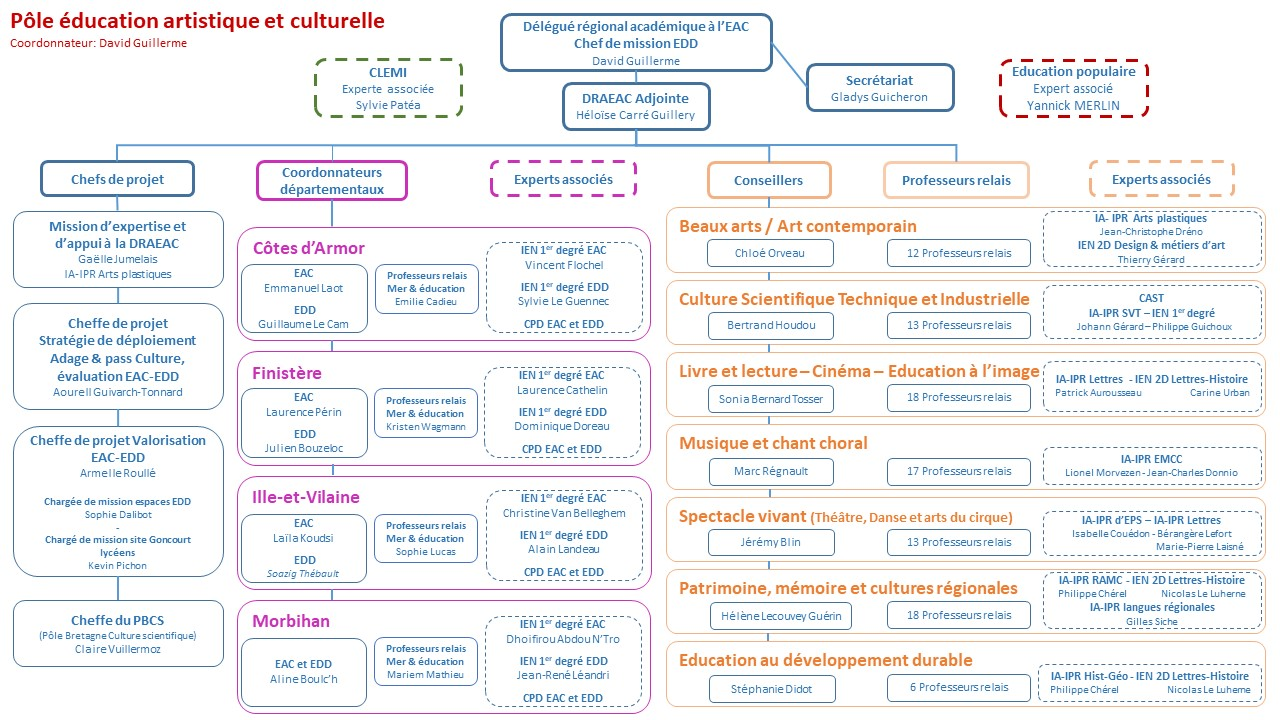 Pôle éducation artistique et culturelle
Coordonnateur: David Guillerme
Délégué régional académique à l'EAC
Chef de mission EDD
David Guillerme
CLEMI
Experte associée
Sylvie Patéa
DRAEAC Adjointe
Héloïse Carré Guillery
Secrétariat
Gladys Guicheron
Education populaire
Expert associé
Yannick MERLIN
Chefs de projet
Coordonnateurs
départementaux
Experts associés
Conseillers
Professeurs relais
Experts associés
Mission d'expertise et
d'appui à la DRAEAC
Gaëlle Jumelais
IA-IPR Arts plastiques
Cheffe de projet
Stratégie de déploiement
Adage & pass Culture,
évaluation EAC-EDD
Aourell Guivarch-Tonnard
Cheffe de projet Valorisation
EAC-EDD
Armelle Roullé
Chargée de mission espaces EDD
Sophie Dalibot
-
Chargé de mission site Goncourt
lycéens
Kevin Pichon
Cheffe du PBCS
(Pôle Bretagne Culture scientifique)
Claire Vuillermoz
Côtes d'Armor
EAC
Emmanuel Laot
EDD
Guillaume Le Cam
Professeurs relais
Mer & éducation
Emilie Cadieu
IEN 1er degré EAC
Vincent Flochel
IEN 1er degré EDD
Sylvie Le Guennec
CPD EAC et EDD
Finistère
EAC
Laurence Périn
EDD
Julien Bouzeloc
Professeurs relais
Mer & éducation
Kristen Wagmann
IEN 1er degré EAC
Laurence Cathelin
IEN 1er degré EDD
Dominique Doreau
CPD EAC et EDD
Ille-et-Vilaine
EAC
Laïla Koudsi
EDD
Soazig Thébault
Professeurs relais
Mer & éducation
Sophie Lucas
IEN 1er degré EAC
Christine Van Belleghem
IEN 1er degré EDD
Alain Landeau
CPD EAC et EDD
Morbihan
EAC et EDD
Aline Boulc'h
Professeurs relais
Mer & éducation
Mariem Mathieu
IEN 1er degré EAC
Dhoifirou Abdou N'Tro
IEN 1er degré EDD
Jean-René Léandri
CPD EAC et EDD
Beaux arts / Art contemporain
Chloé Orveau
12 Professeurs relais
IA- IPR Arts plastiques
Jean-Christophe Dréno
IEN 2D Design & métiers d'art
Thierry Gérard
Culture Scientifique Technique et Industrielle
Bertrand Houdou
13 Professeurs relais
CAST
IA-IPR SVT – IEN 1er degré
Johann Gérard – Philippe Guichoux
Livre et lecture – Cinéma – Education à l'image
Sonia Bernard Tosser
18 Professeurs relais
IA-IPR Lettres - IEN 2D Lettres-Histoire
Patrick Aurousseau Carine Urban
Musique et chant choral
Marc Régnault
17 Professeurs relais
IA-IPR EMCC
Lionel Morvezen - Jean-Charles Donnio
Spectacle vivant (Théâtre, Danse et arts du cirque)
Jérémy Blin
13 Professeurs relais
IA-IPR d'EPS – IA-IPR Lettres
Isabelle Couédon - Bérangère Lefort
Marie-Pierre Laisné
Patrimoine, mémoire et cultures régionales
Hélène Lecouvey Guérin
18 Professeurs relais
IA-IPR RAMC - IEN 2D Lettres-Histoire
Philippe Chérel Nicolas Le Luherne
IA-IPR langues régionales
Gilles Siche
Education au développement durable
Stéphanie Didot
6 Professeurs relais
IA-IPR Hist-Géo - IEN 2D Lettres-Histoire
Philippe Chérel Nicolas Le Luherne